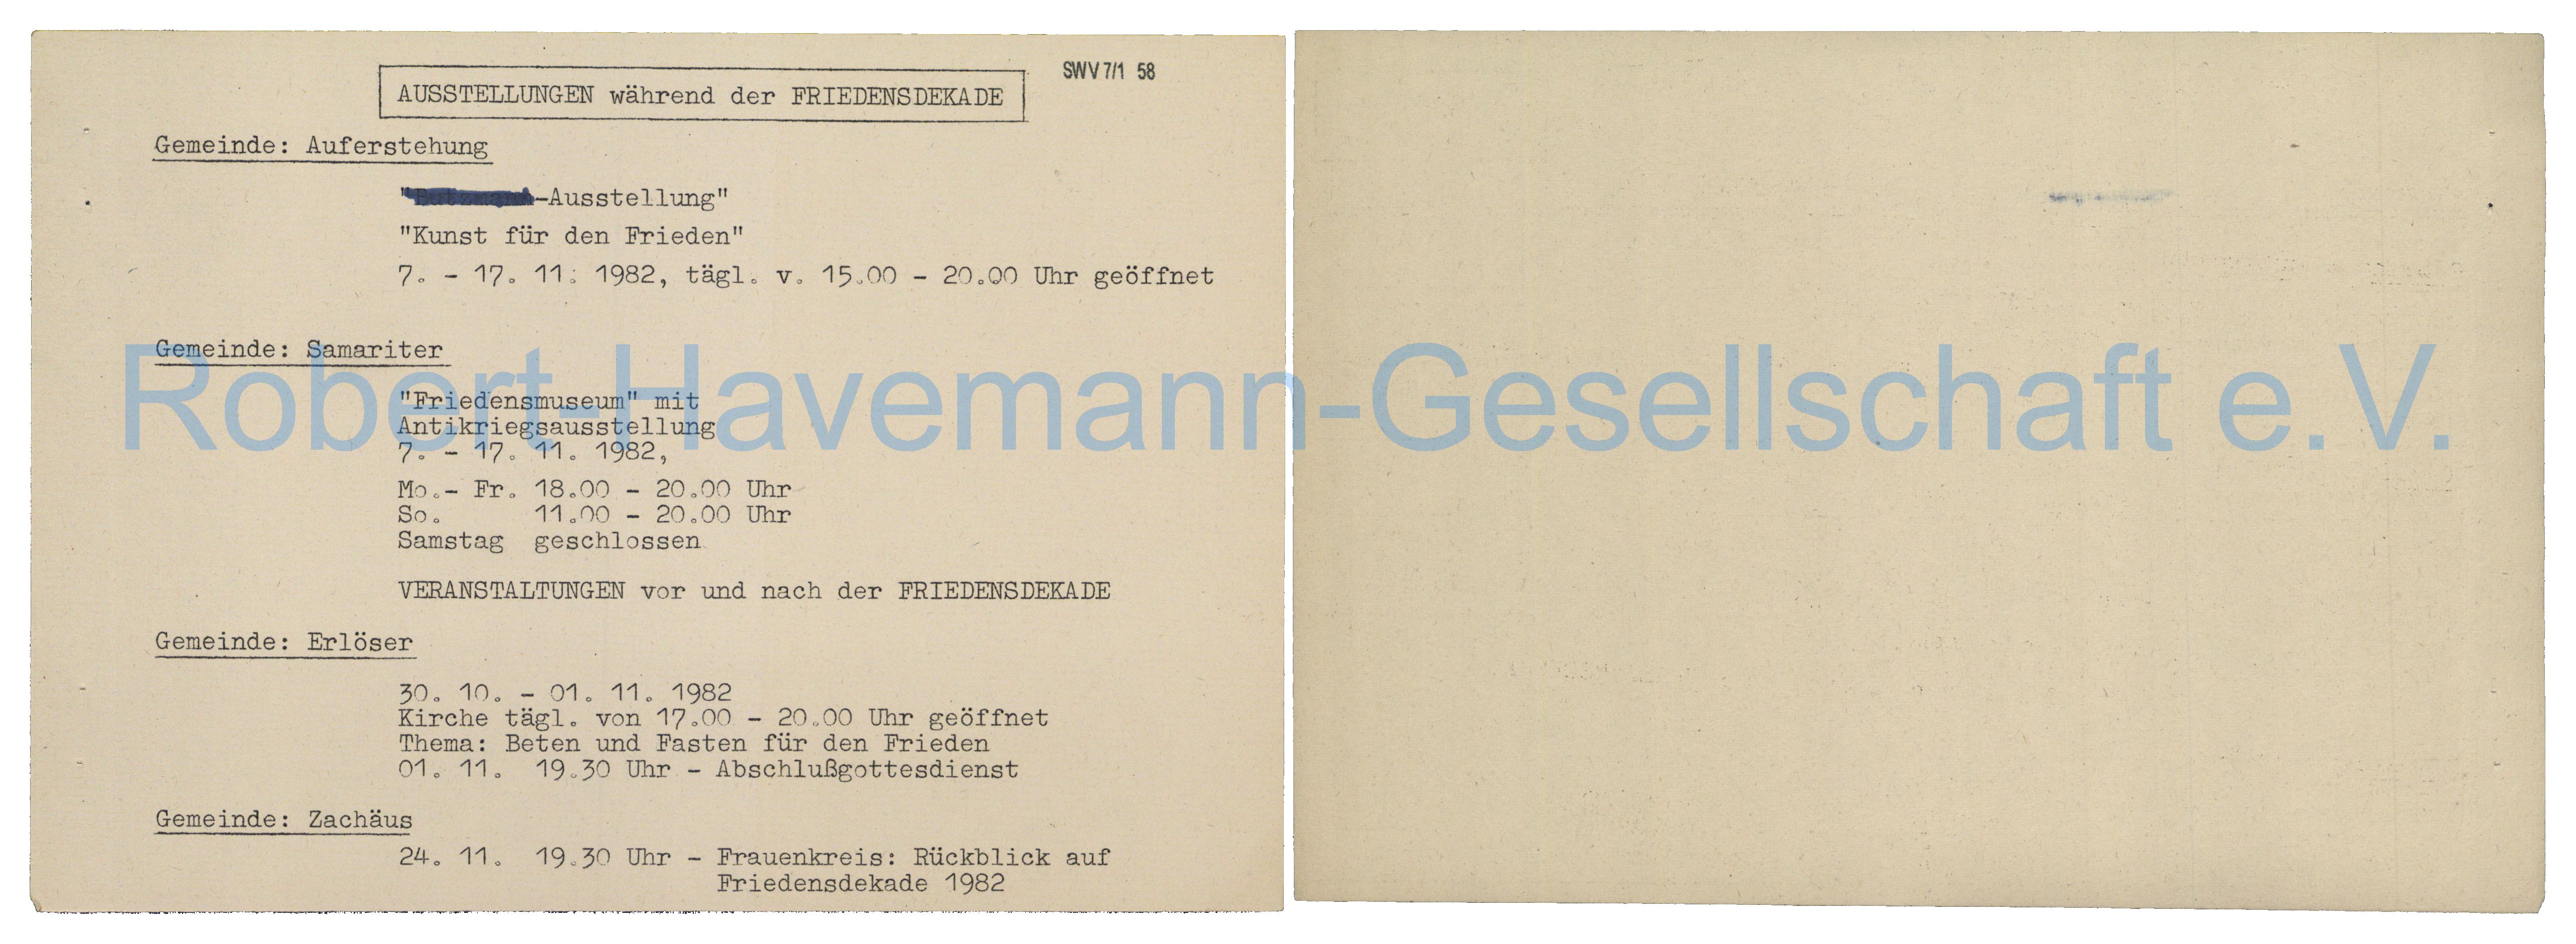 SWV 7/1 58
AUSSTELLUNGEN während der FRIEDENSDEKADE
Gemeinde: Auferstehung
"-Ausstellung"
"Kunst für den Frieden"
7. - 17. 11. 1982, tägl. v. 15.00 - 20.00 Uhr geöffnet
Gemeinde: Samariter
Robert-Havemann-Gesellschaft e.V.
"Friedensmuseum" mit
Antikriegsausstellung
7. - 17. 11. 1982,
Mo.- Fr. 18.00 - 20.00 Uhr
So. 11.00 - 20.00 Uhr
Samstag geschlossen
VERANSTALTUNGEN vor und nach der FRIEDENSDEKADE
Gemeinde: Erlöser
30. 10. - 01. 11. 1982
Kirche tägl. von 17.00 - 20.00 Uhr geöffnet
Thema: Beten und Fasten für den Frieden
01. 11. 19.30 Uhr - Abschlußgottesdienst
Gemeinde: Zachäus
24. 11. 19.30 Uhr - Frauenkreis: Rückblick auf
Friedensdekade 1982